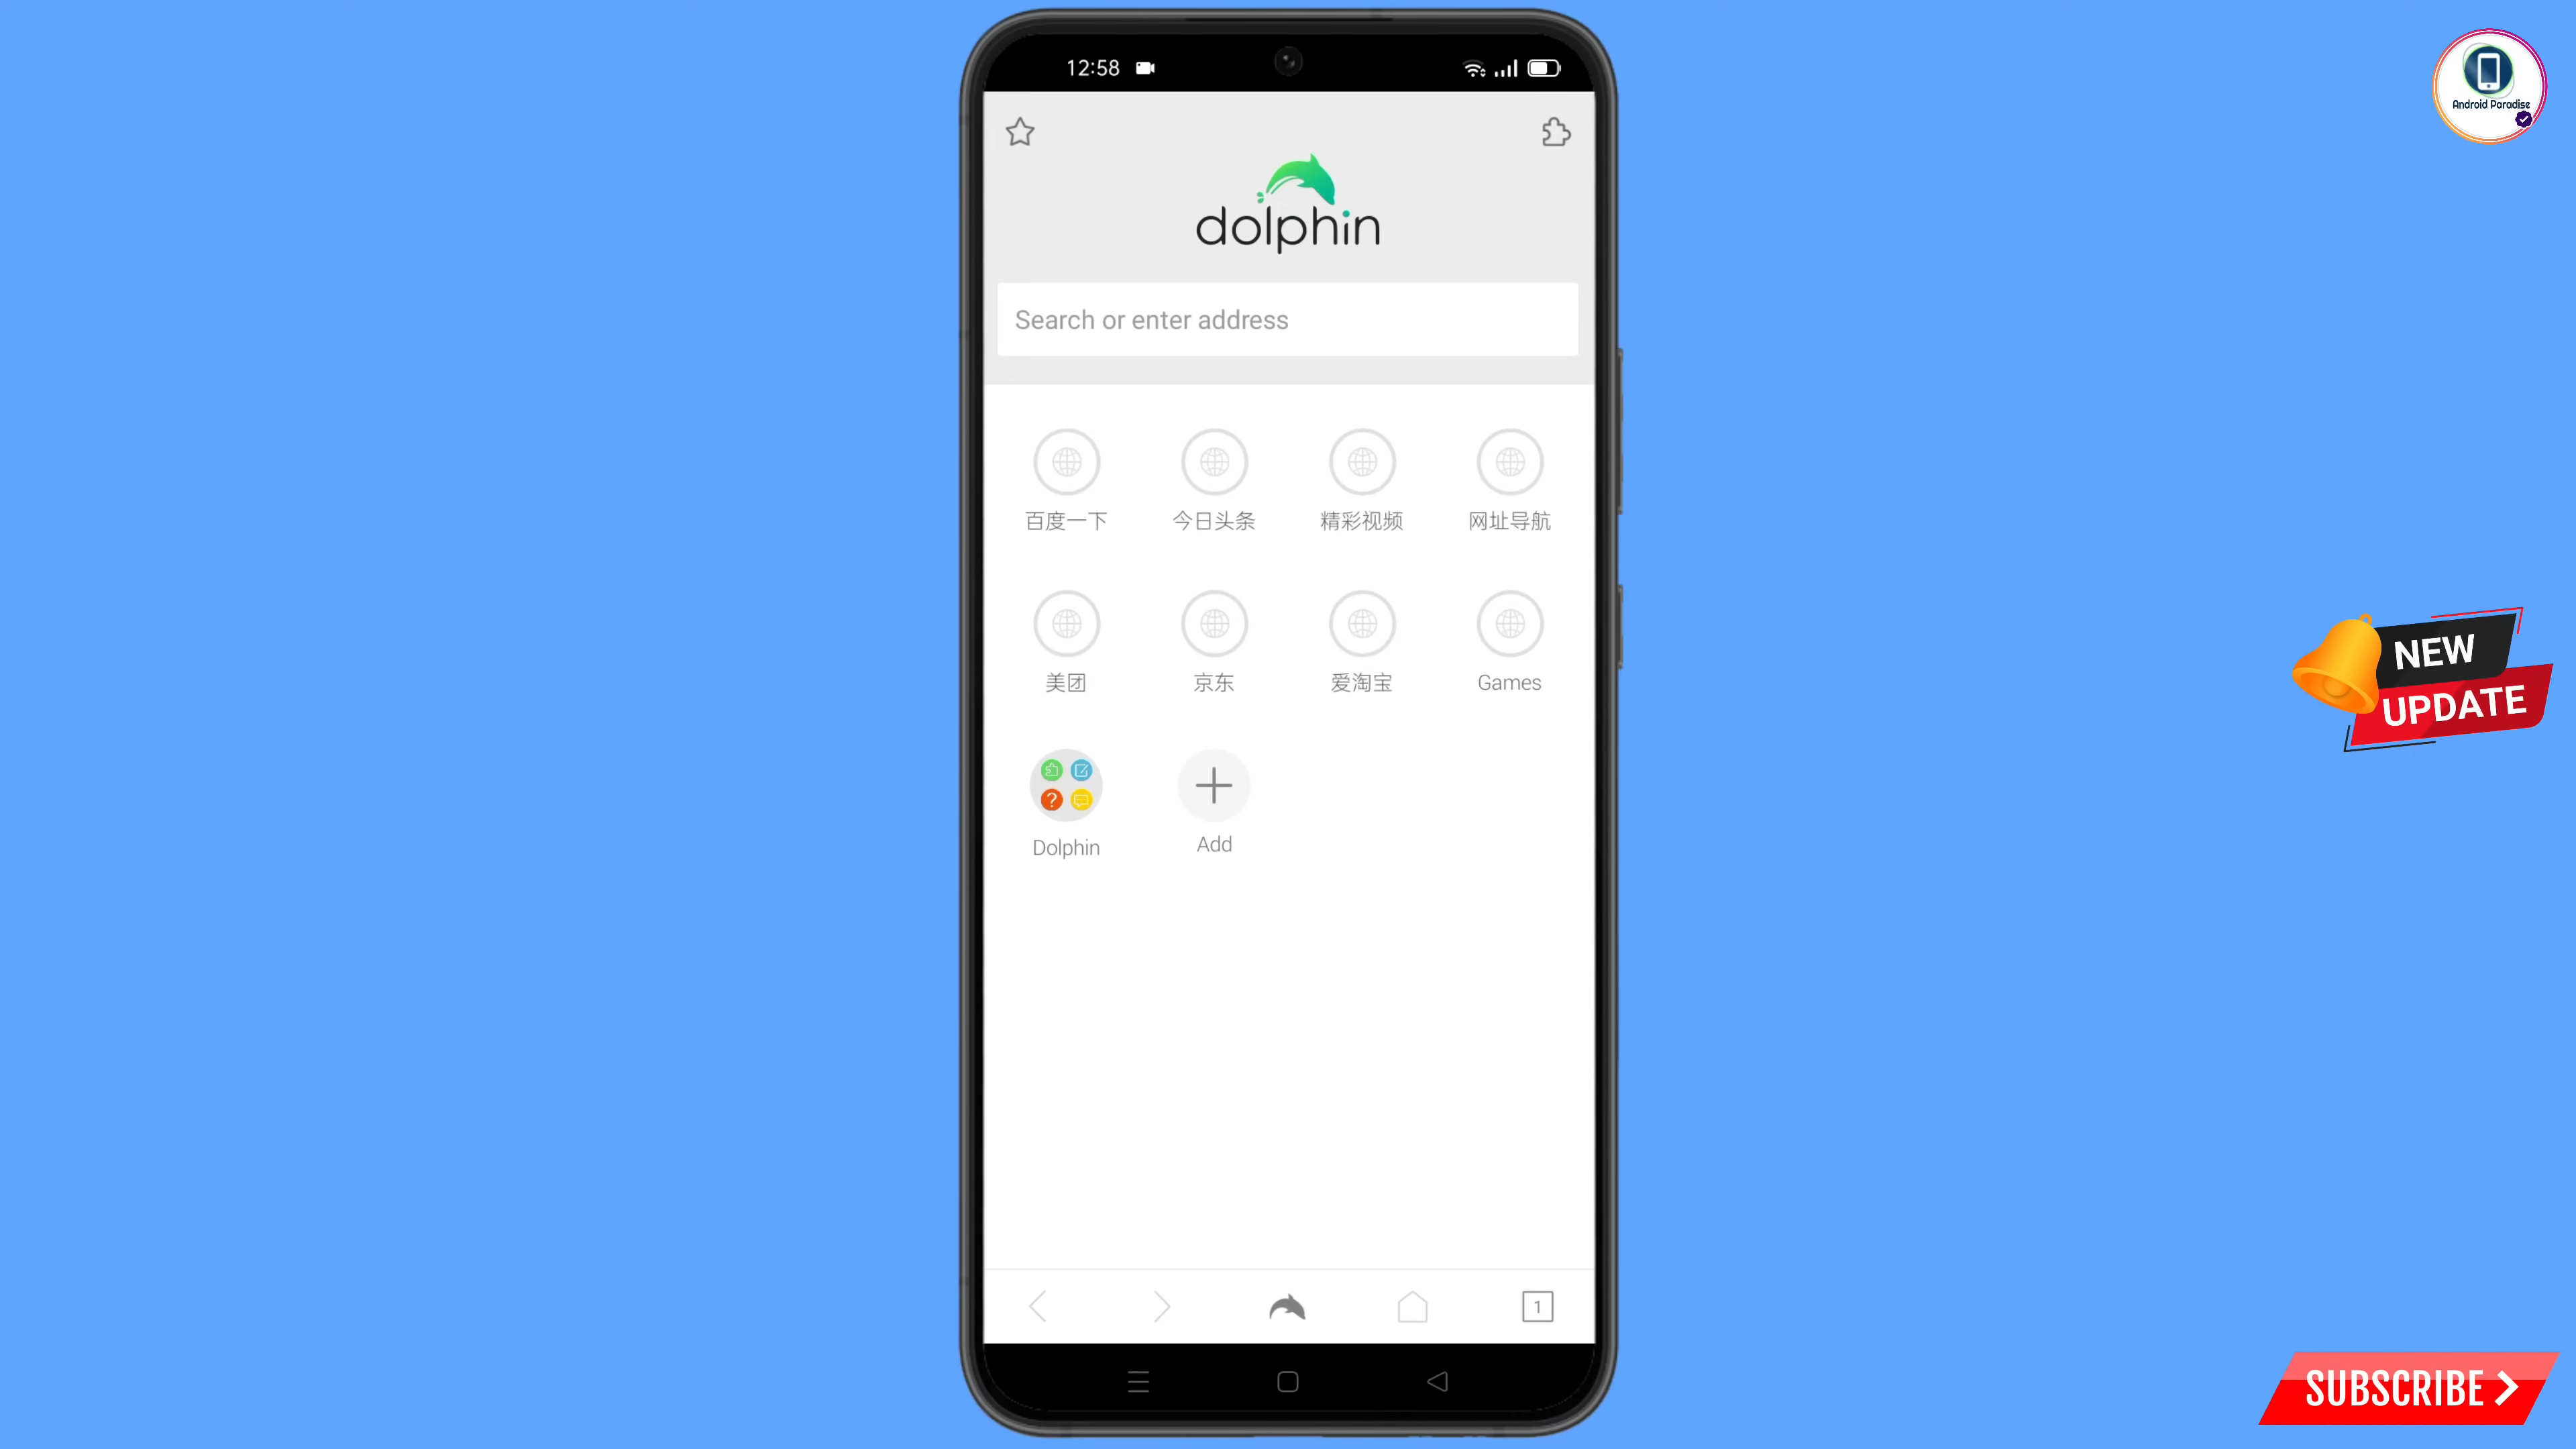 12:58
Android Paradise
dolphin
Search or enter address
百度一下 今日头条 精彩视频 网址导航
美团 京东 爱淘宝 Games
NEW
UPDATE
Dolphin Add
1
SUBSCRIBE